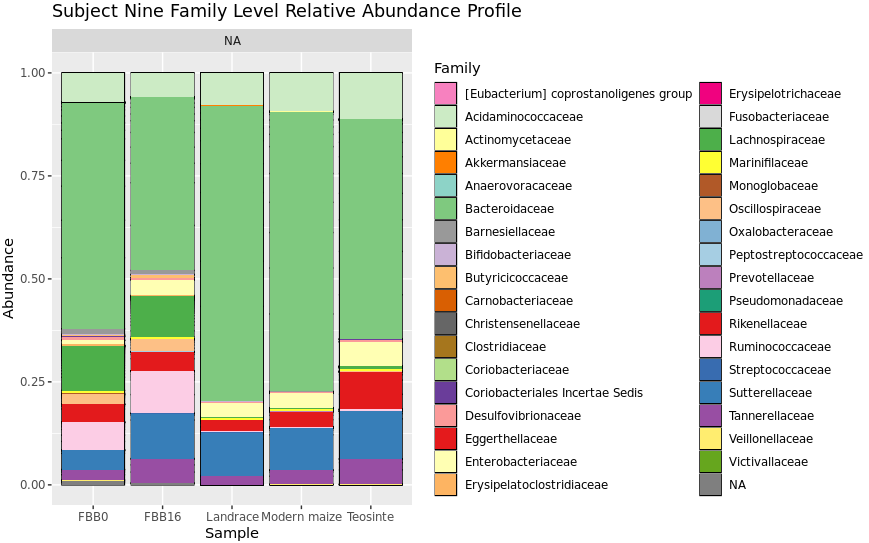 Subject Nine Family Level Relative Abundance Profile
NA
1.00
0.75
0.50
0.25
0.00
Abundance
FBB0 FBB16 Landrace Modern maize Teosinte
Sample
Family
[Eubacterium] coprostanoligenes group
Acidaminococcaceae
Actinomycetaceae
Akkermansiaceae
Anaerovoracaceae
Bacteroidaceae
Barnesiellaceae
Bifidobacteriaceae
Butyricicoccaceae
Carnobacteriaceae
Christensenellaceae
Clostridiaceae
Coriobacteriaceae
Coriobacteriales Incertae Sedis
Desulfovibrionaceae
Eggerthellaceae
Enterobacteriaceae
Erysipelatoclostridiaceae
Erysipelotrichaceae
Fusobacteriaceae
Lachnospiraceae
Marinifilaceae
Monoglobaceae
Oscillospiraceae
Oxalobacteraceae
Peptostreptococcaceae
Prevotellaceae
Pseudomonadaceae
Rikenellaceae
Ruminococcaceae
Streptococcaceae
Sutterellaceae
Tannerellaceae
Veillonellaceae
Victivallaceae
NA